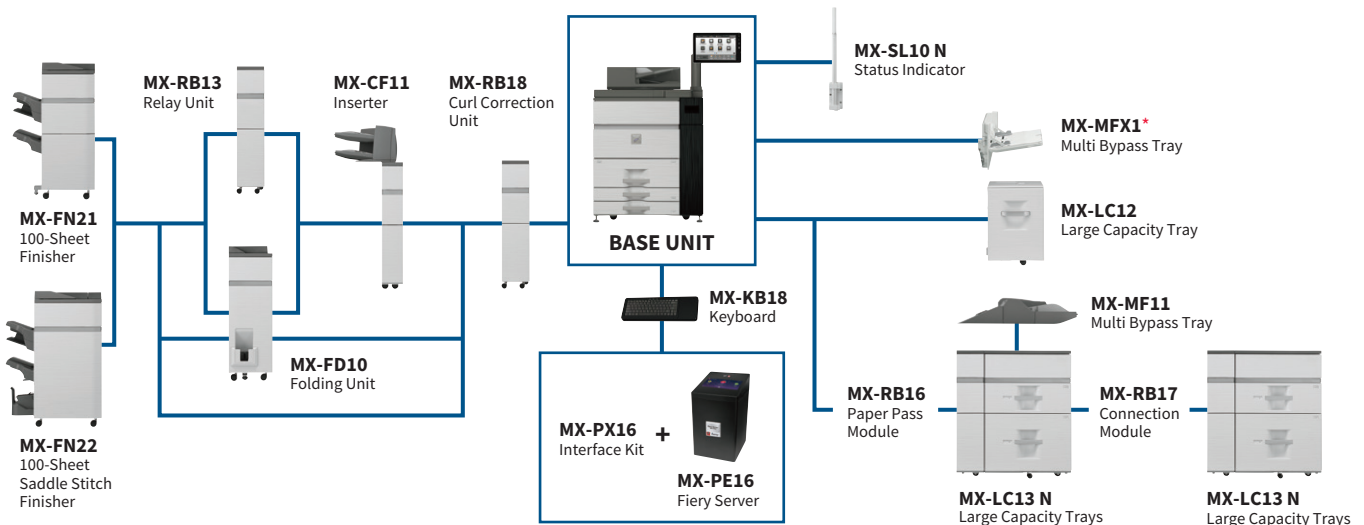 MX-FN21
100-Sheet
Finisher
MX-FN22
100-Sheet
Saddle Stitch
Finisher
MX-RB13
Relay Unit
MX-FD10
Folding Unit
MX-CF11
Inserter
MX-RB18
Curl Correction
Unit
BASE UNIT
MX-KB18
Keyboard
MX-PX16
Interface Kit
+
MX-PE16
Fiery Server
MX-SL10 N
Status Indicator
MX-MFX1*
Multi Bypass Tray
MX-LC12
Large Capacity Tray
MX-MF11
Multi Bypass Tray
MX-RB16
Paper Pass
Module
MX-LC13 N
Large Capacity Trays
MX-RB17
Connection
Module
MX-LC13 N
Large Capacity Trays